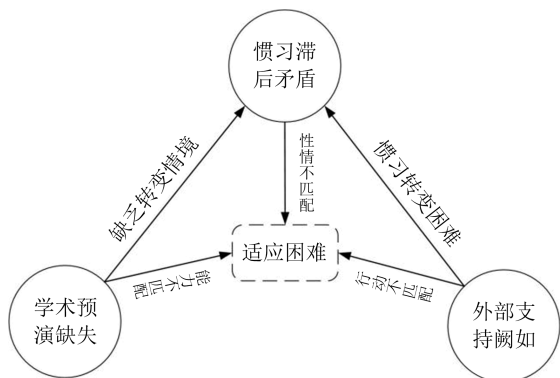 惯习滞
后矛盾
缺乏转变情境
性情不匹配
惯习转变困难
适应困难
学术预
演缺失
能力不匹配
行动不匹配
外部支
持阙如